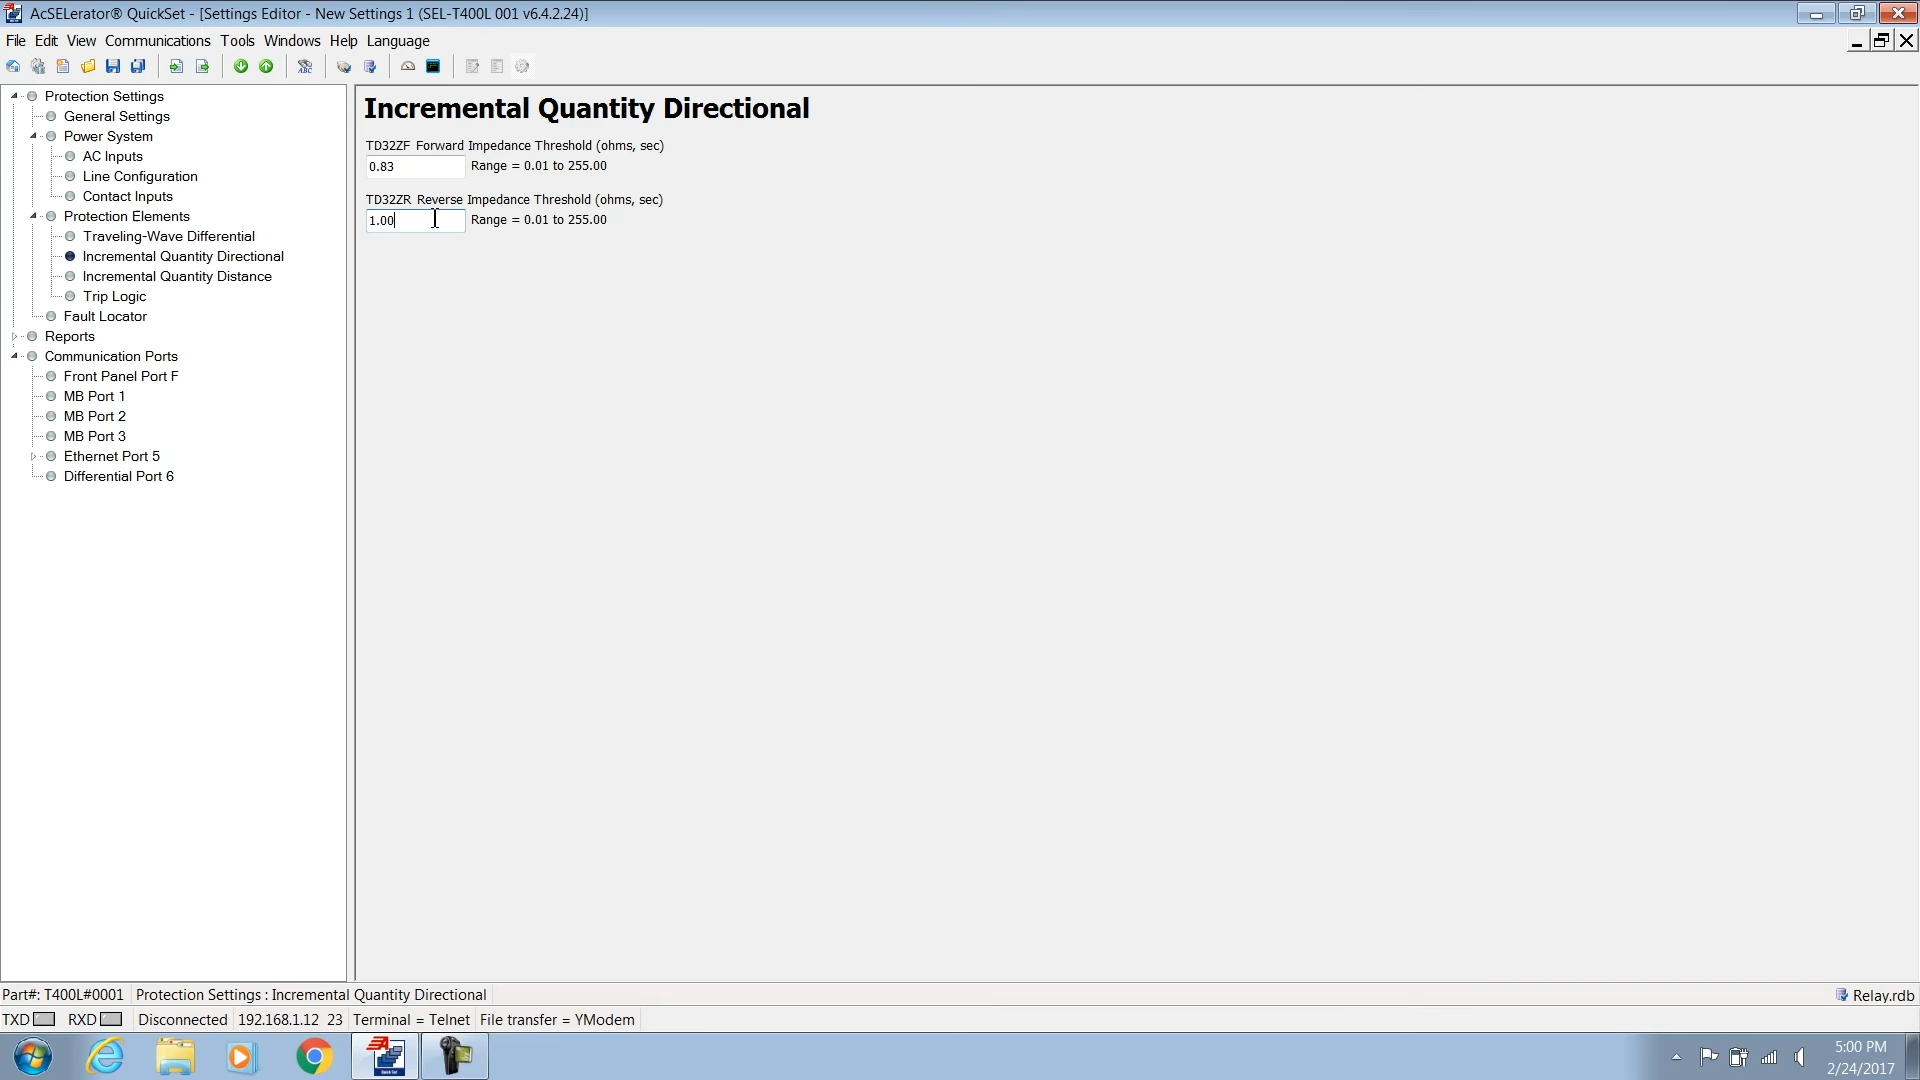 AcSELerator® QuickSet - [Settings Editor - New Settings 1 (SEL-T400L 001 v6.4.2.24)]
File Edit View Communications Tools Windows Help Language
Protection Settings
General Settings
Power System
AC Inputs
Line Configuration
Contact Inputs
Protection Elements
Traveling-Wave Differential
Incremental Quantity Directional
Incremental Quantity Distance
Trip Logic
Fault Locator
Reports
Communication Ports
Front Panel Port F
MB Port 1
MB Port 2
MB Port 3
Ethernet Port 5
Differential Port 6
Incremental Quantity Directional
TD32ZF Forward Impedance Threshold (ohms, sec)
0.83 Range = 0.01 to 255.00
TD32ZR Reverse Impedance Threshold (ohms, sec)
1.00 Range = 0.01 to 255.00
Part#: T400L#0001 Protection Settings : Incremental Quantity Directional Relay.rdb
TXD RXD Disconnected 192.168.1.12 23 Terminal = Telnet File transfer = YModem
5:00 PM
2/24/2017